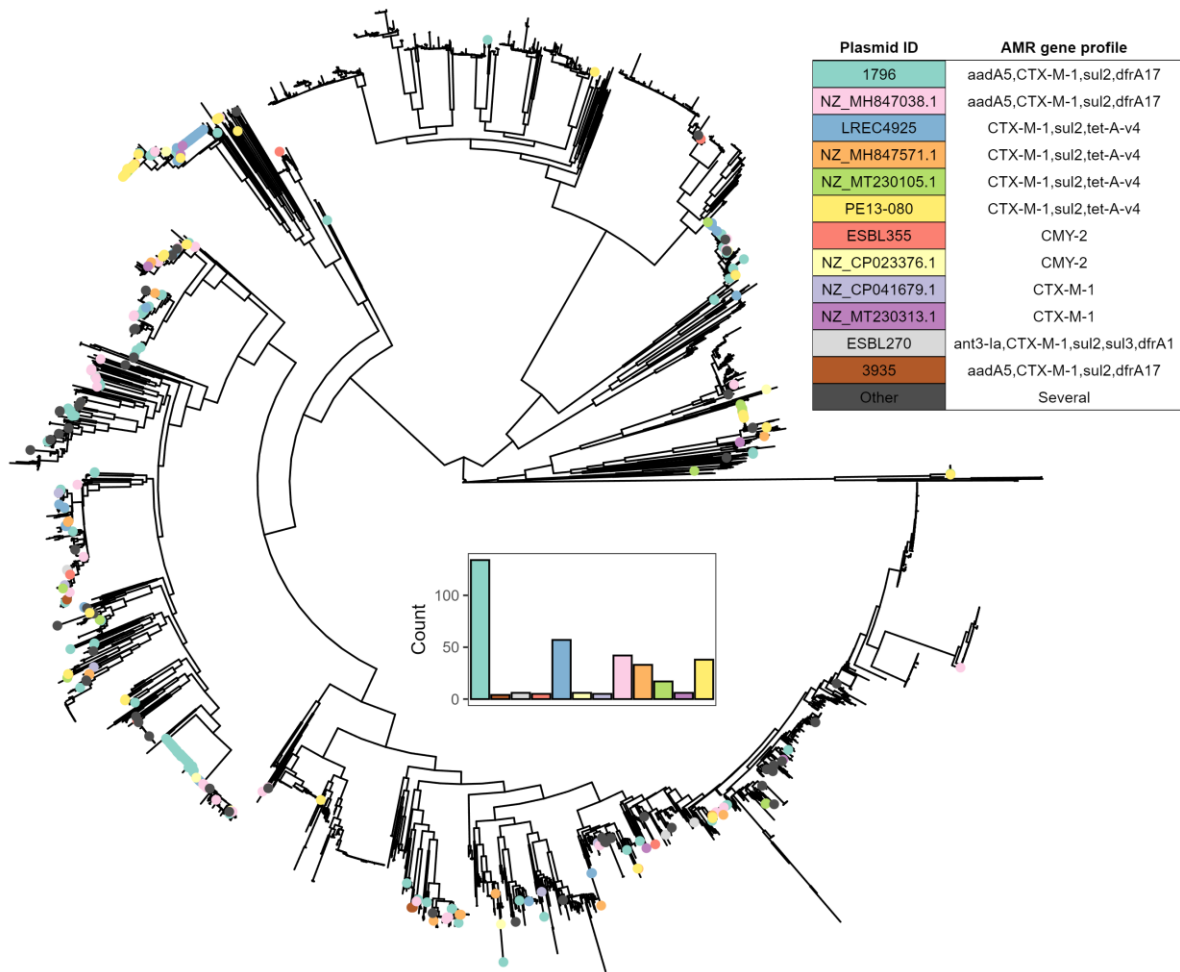 Plasmid ID AMR gene profile
1796 aadA5,CTX-M-1,sul2,dfrA17
NZ_MH847038.1 aadA5,CTX-M-1,sul2,dfrA17
LREC4925 CTX-M-1,sul2,tet-A-v4
NZ_MH847571.1 CTX-M-1,sul2,tet-A-v4
NZ_MT230105.1 CTX-M-1,sul2,tet-A-v4
PE13-080 CTX-M-1,sul2,tet-A-v4
ESBL355 CMY-2
NZ_CP023376.1 CMY-2
NZ_CP041679.1 CTX-M-1
NZ_MT230313.1 CTX-M-1
ESBL270 ant3-Ia,CTX-M-1,sul2,sul3,dfrA1
3935 aadA5,CTX-M-1,sul2,dfrA17
Other Several
Count
100
50
0